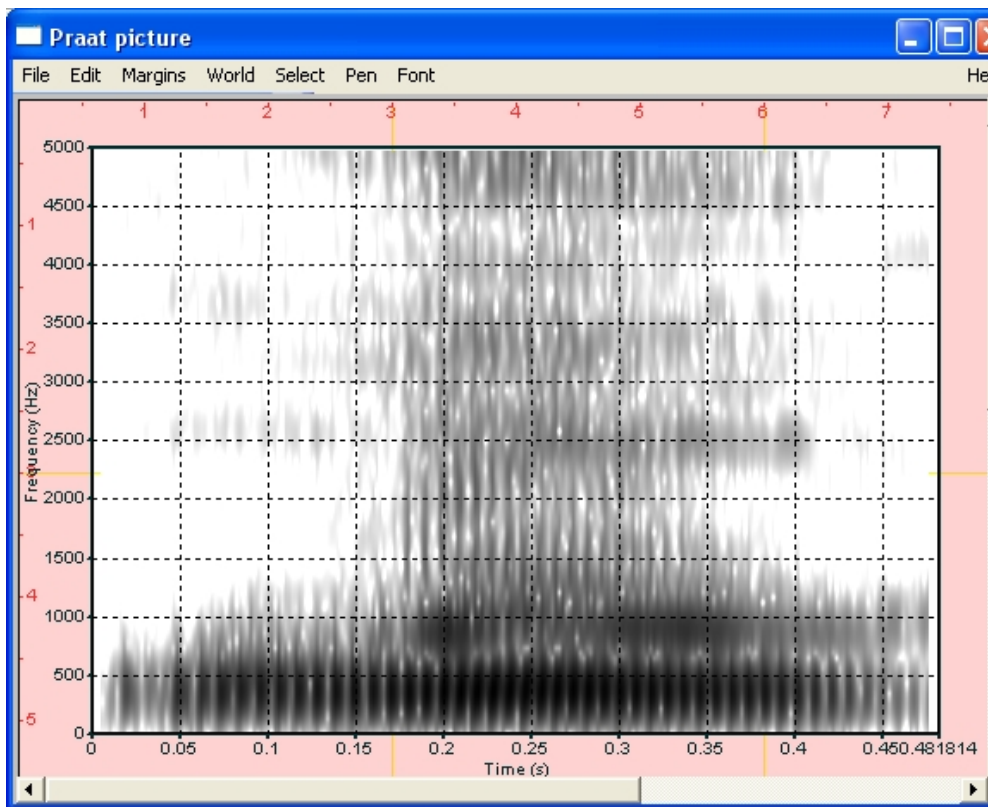 Praat picture
File Edit Margins World Select Pen Font He
1 2 3 4 5 6 7
5000
4500
1
4000
3500
2
3000
Frequency (Hz)
2500
2000
1500
4
1000
500
5
0
0 0.05 0.1 0.15 0.2 0.25 0.3 0.35 0.4 0.450.481814
Time (s)